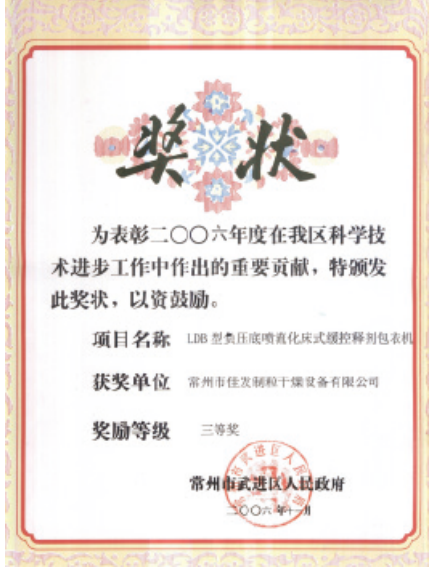 奖状
为表彰二〇〇六年度在我区科学技
术进步工作中作出的重要贡献，特颁发
此奖状，以资鼓励。
项目名称 LDB 型负压底喷流化床式缓控释剂包衣机
获奖单位 常州市佳发制粒干燥设备有限公司
奖励等级 三等奖
常州市武进区人民政府
二〇〇六年十一月